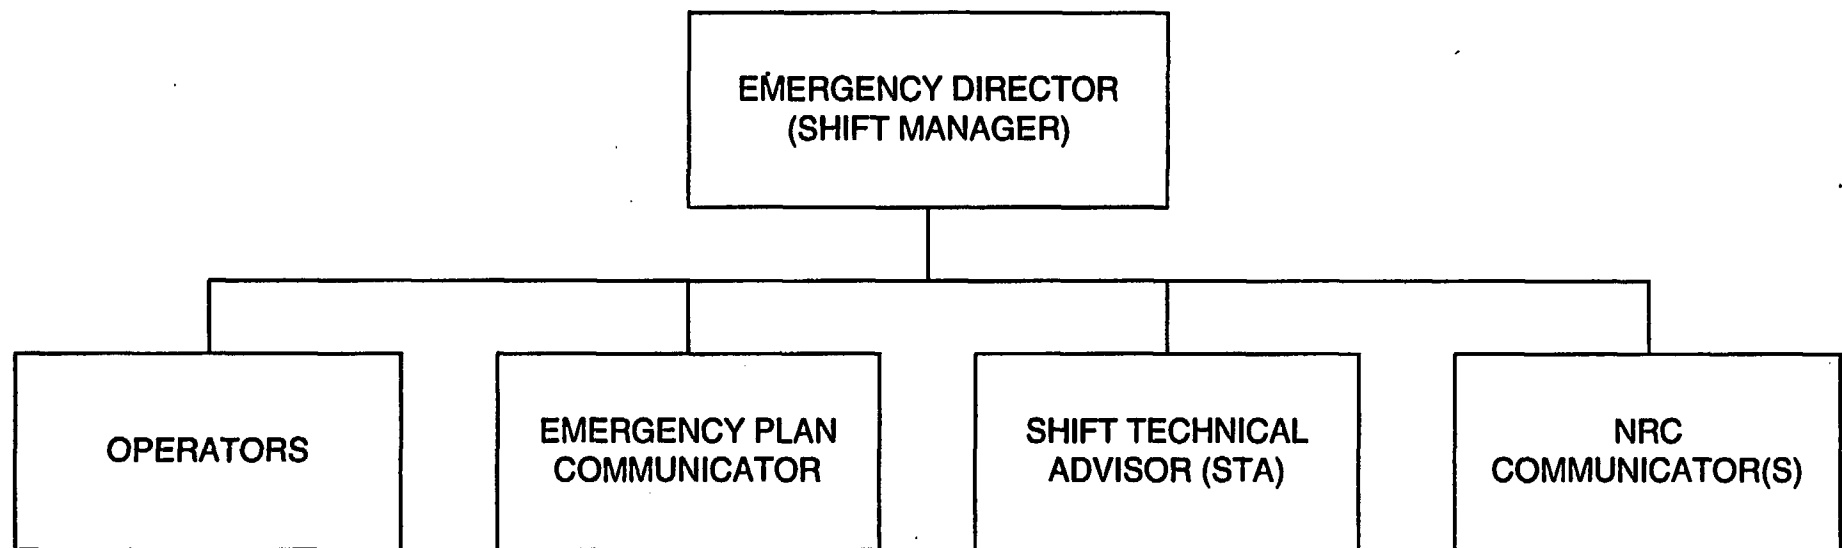 EMERGENCY DIRECTOR
(SHIFT MANAGER)
OPERATORS
EMERGENCY PLAN
COMMUNICATOR
SHIFT TECHNICAL
ADVISOR (STA)
NRC
COMMUNICATOR(S)